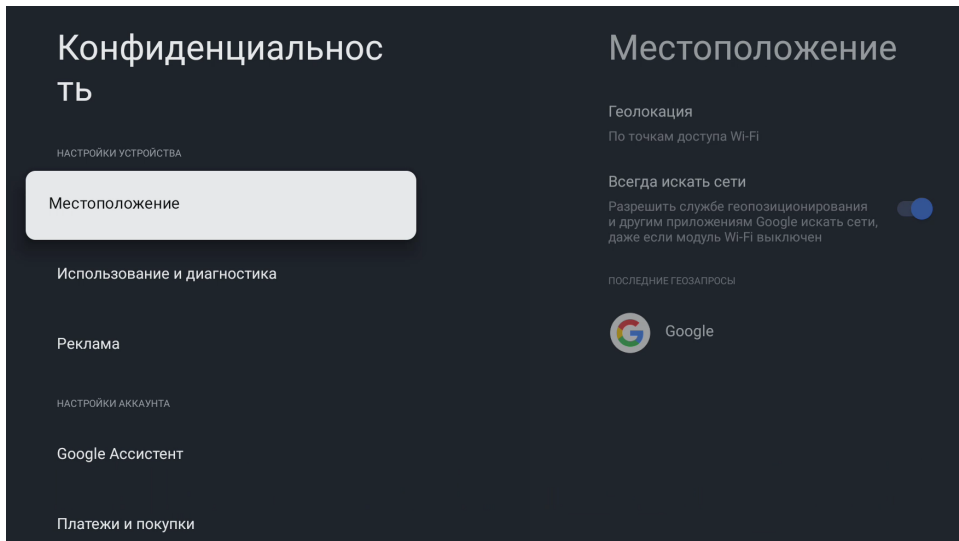 Конфиденциальнос
ть
НАСТРОЙКИ УСТРОЙСТВА
Местоположение
Использование и диагностика
Реклама
НАСТРОЙКИ АККАУНТА
Google Ассистент
Платежи и покупки
Местоположение
Геолокация
По точкам доступа Wi-Fi
Всегда искать сети
Разрешить службе геопозиционирования
и другим приложениям Google искать сети,
даже если модуль Wi-Fi выключен
ПОСЛЕДНИЕ ГЕОЗАПРОСЫ
Google